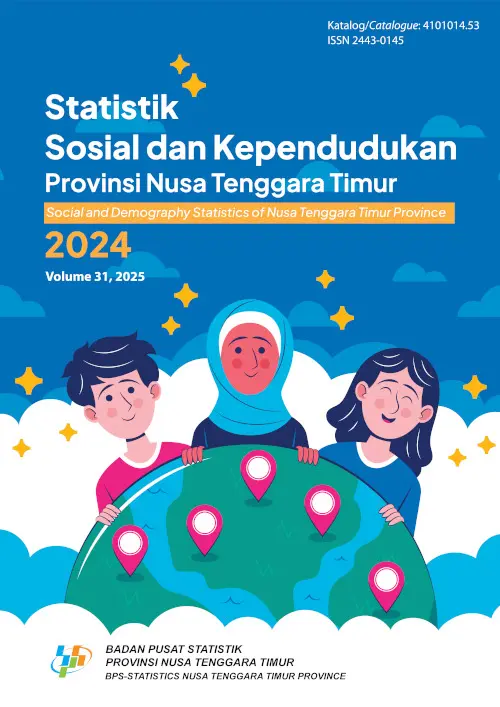 Katalog/Catalogue: 4101014.53
ISSN 2443-0145
Statistik
Sosial dan Kependudukan
Provinsi Nusa Tenggara Timur
Social and Demography Statistics of Nusa Tenggara Timur Province
2024
Volume 31, 2025
BADAN PUSAT STATISTIK
PROVINSI NUSA TENGGARA TIMUR
BPS-STATISTICS NUSA TENGGARA TIMUR PROVINCE